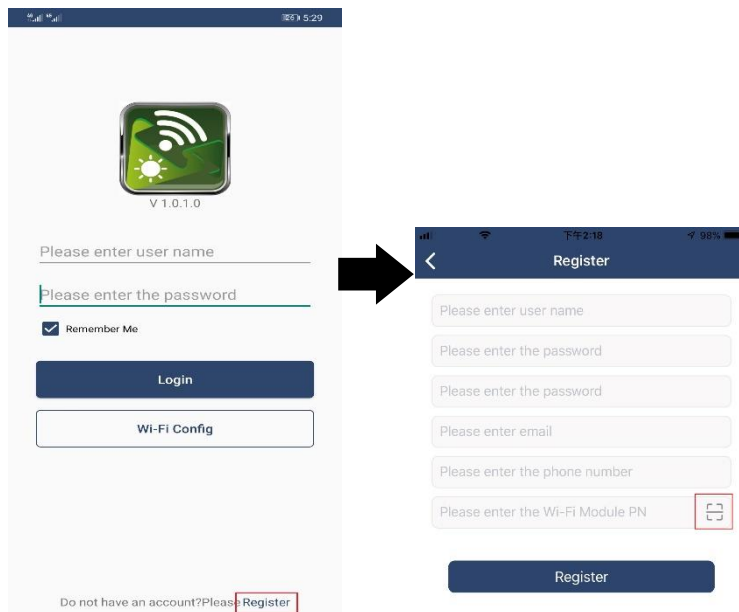 5:29
V 1.0.1.0
Please enter user name
Please enter the password
Remember Me
Login
Wi-Fi Config
Do not have an account?Please Register
下午2:18
98%
Register
Please enter user name
Please enter the password
Please enter the password
Please enter email
Please enter the phone number
Please enter the Wi-Fi Module PN
Register